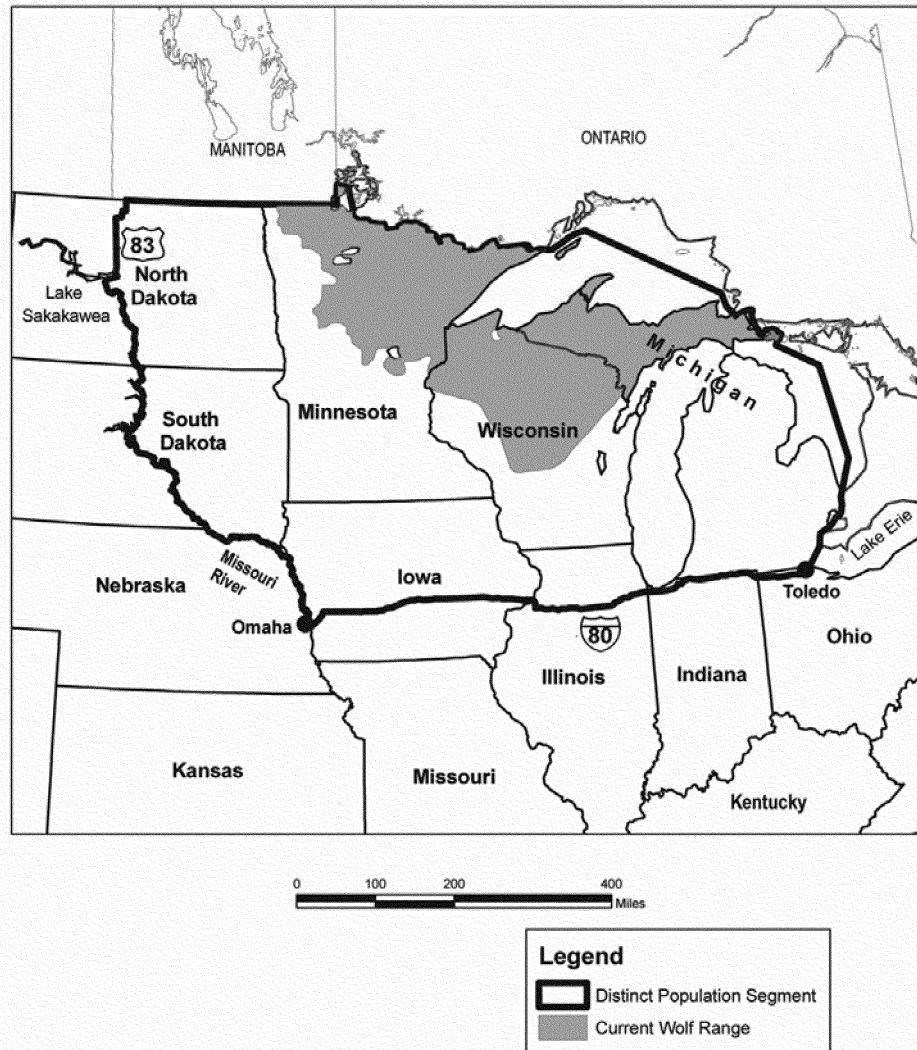 MANITOBA
ONTARIO
83
North
Dakota
Lake
Sakakawea
Michigan
South
Dakota
Minnesota
Wisconsin
Nebraska
Missouri
River
Iowa
Lake Erie
Toledo
Omaha
80
Ohio
Illinois
Indiana
Kansas
Missouri
Kentucky
0 100 200 400
Miles
Legend
Distinct Population Segment
Current Wolf Range